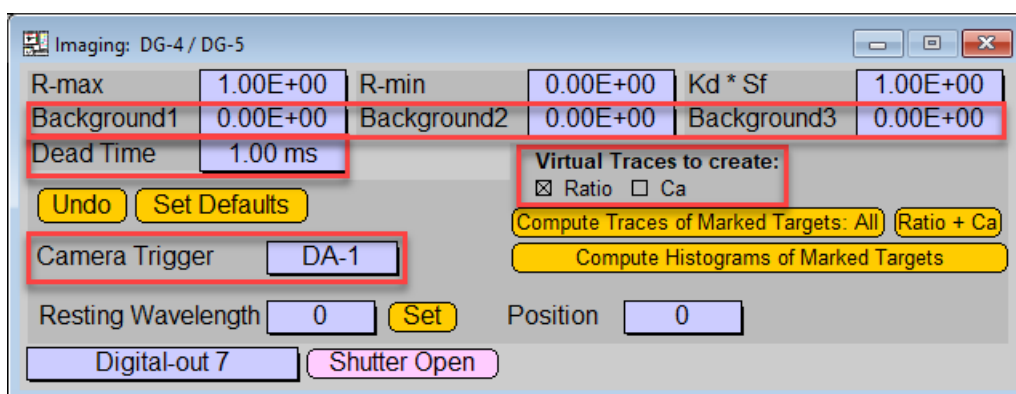 Imaging: DG-4 / DG-5
R-max 1.00E+00 R-min 0.00E+00 Kd * Sf 1.00E+00
Background1 0.00E+00 Background2 0.00E+00 Background3 0.00E+00
Dead Time 1.00 ms
Virtual Traces to create:
Ratio Ca
Undo Set Defaults
Compute Traces of Marked Targets: All Ratio + Ca
Camera Trigger DA-1
Compute Histograms of Marked Targets
Resting Wavelength 0 Set Position 0
Digital-out 7 Shutter Open